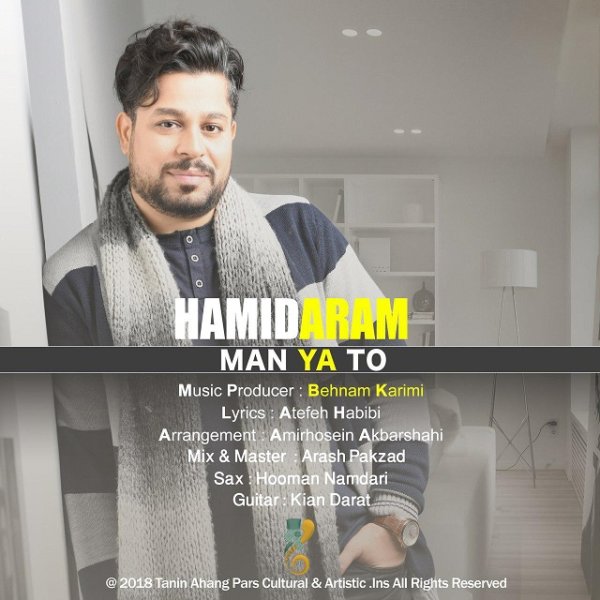 HAMIDARAM
MAN YA TO
Music Producer : Behnam Karimi
Lyrics : Atefeh Habibi
Arrangement : Amirhosein Akbarshahi
Mix & Master : Arash Pakzad
Sax : Hooman Namdari
Guitar : Kian Darat
@ 2018 Tanin Ahang Pars Cultural & Artistic .Ins All Rights Reserved